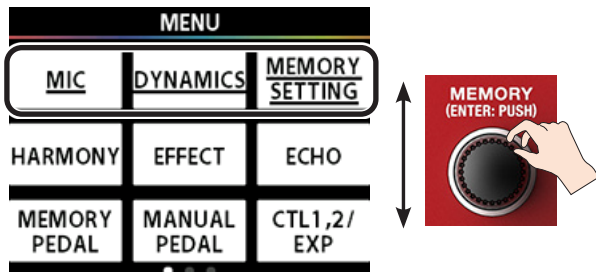 MENU
MIC
DYNAMICS
MEMORY
SETTING
HARMONY
EFFECT
ECHO
MEMORY
PEDAL
MANUAL
PEDAL
CTL1,2/
EXP
MEMORY
(ENTER: PUSH)